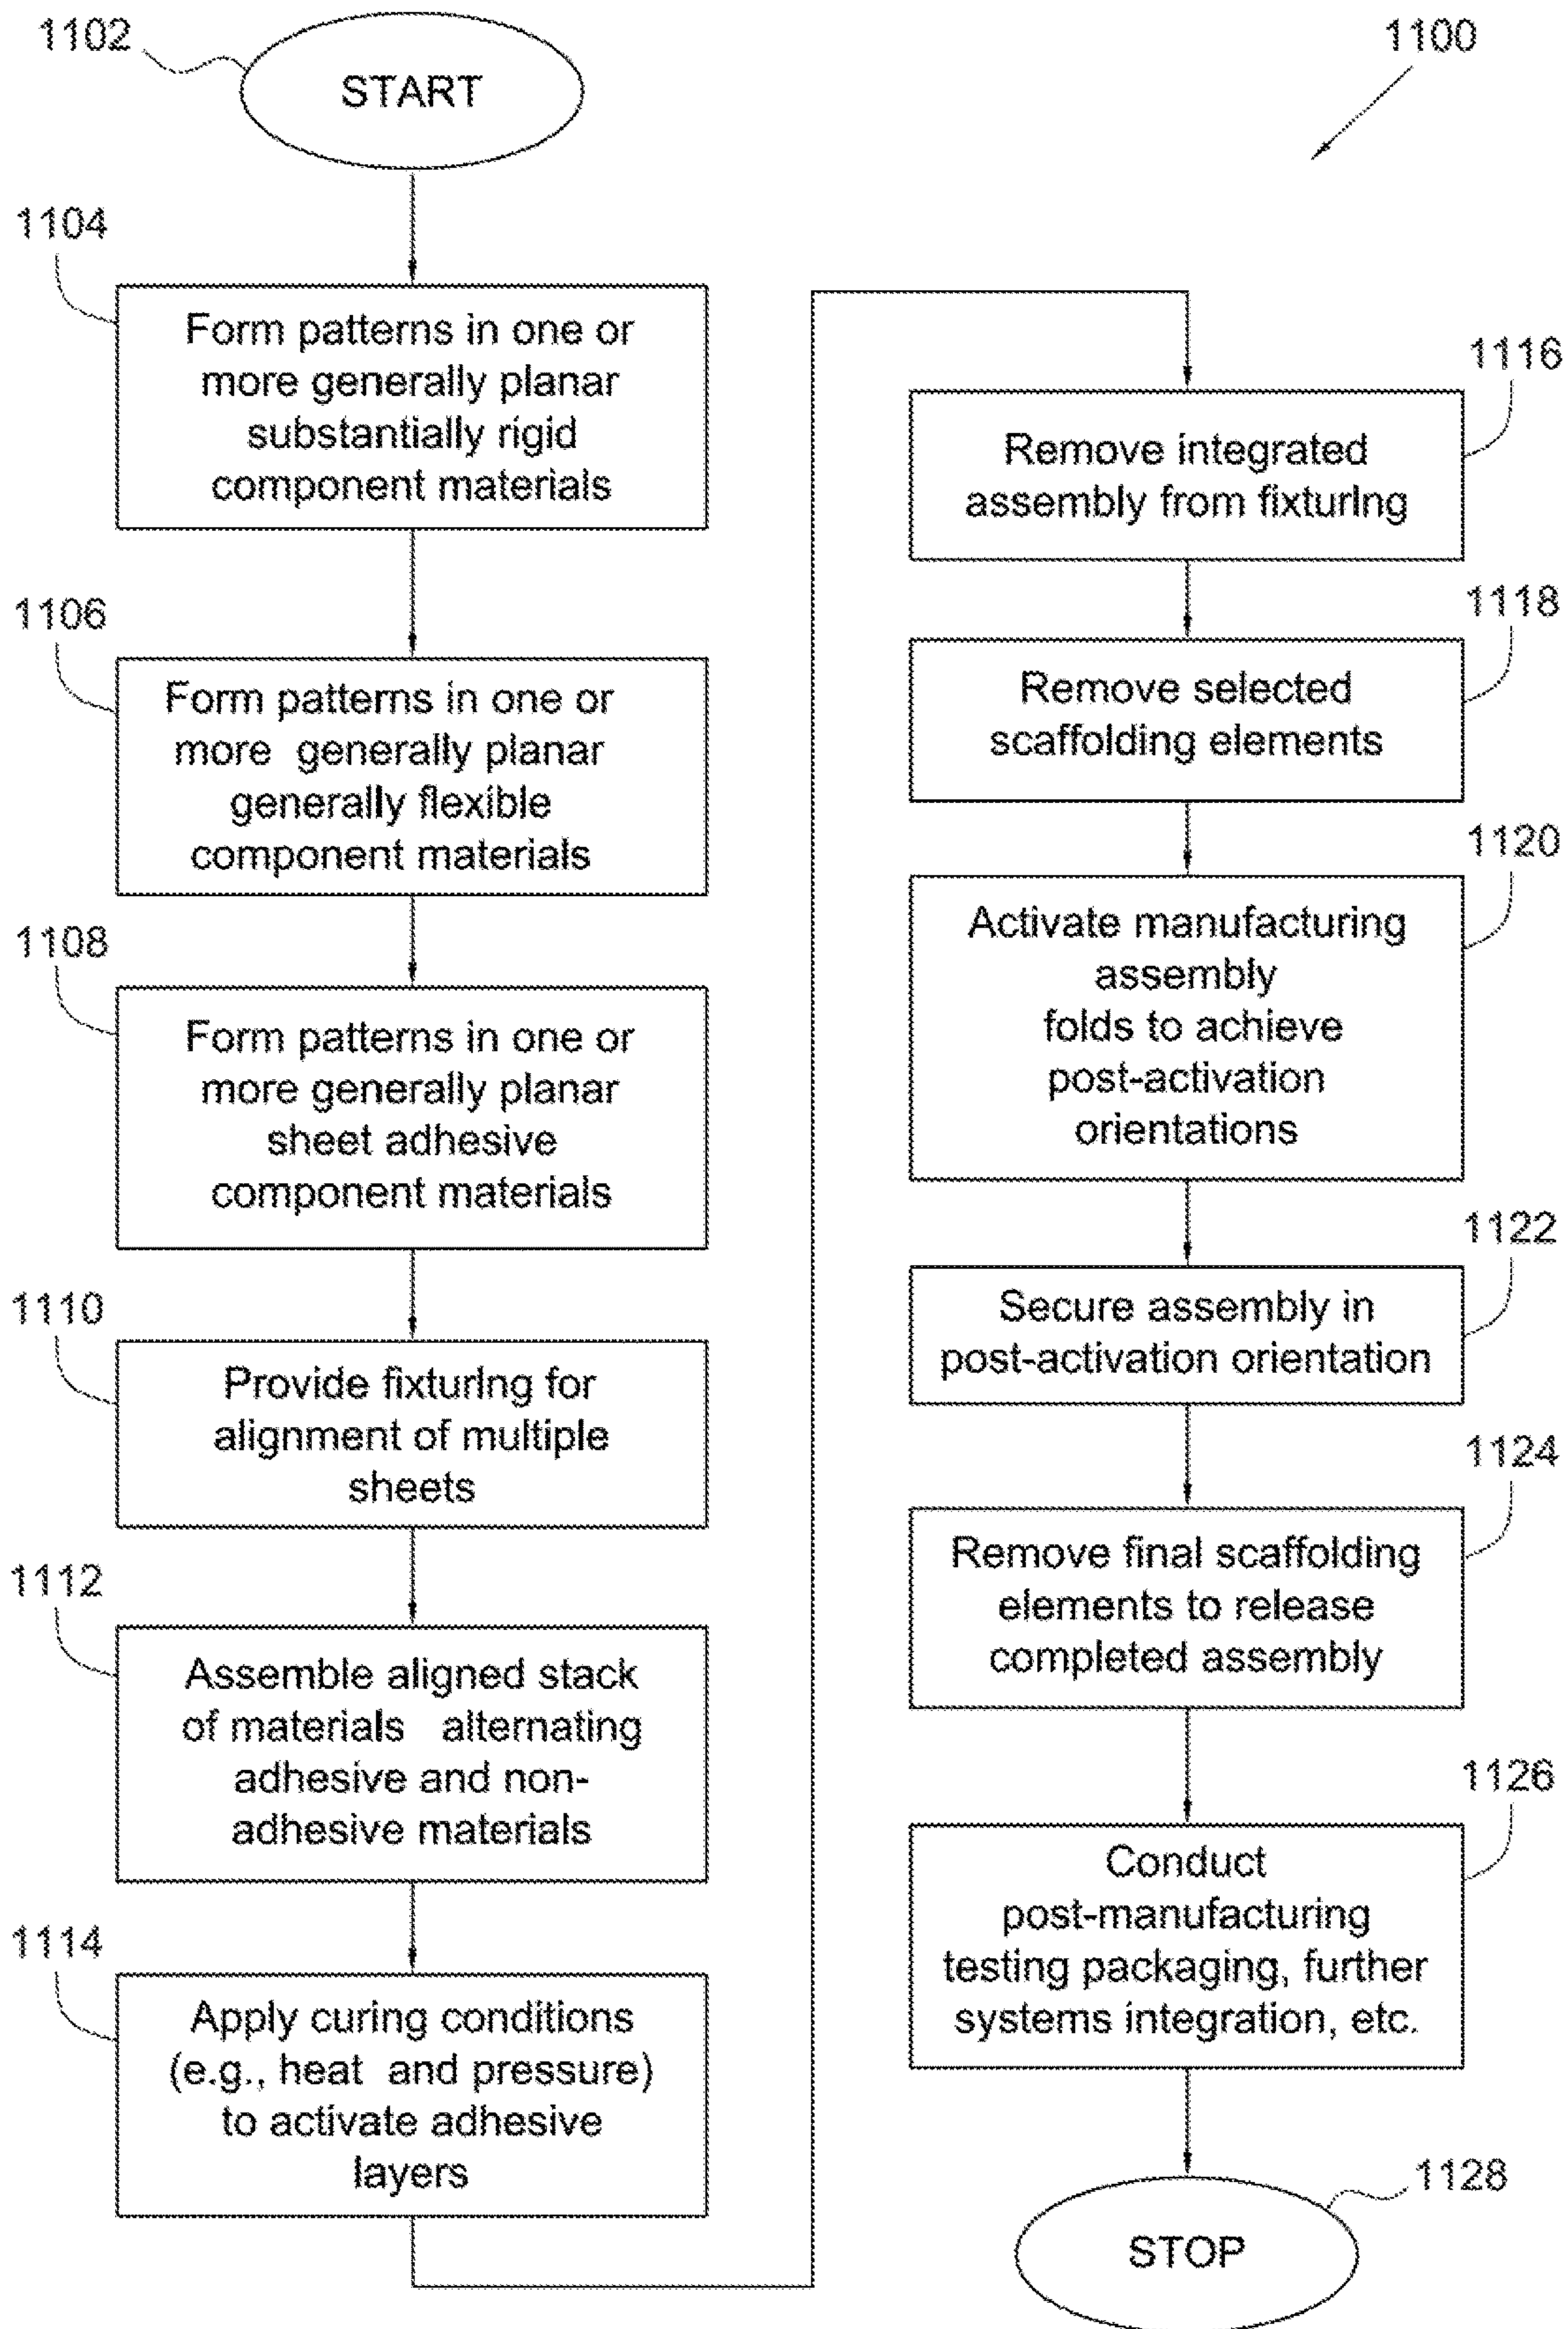 1102
START
1100
1104
Form patterns in one or
more generally planar
substantially rigid
component materials
1106
Form patterns in one or
more generally planar
generally flexible
component materials
1108
Form patterns in one or
more generally planar
sheet adhesive
component materials
1110
Provide fixturing for
alignment of multiple
sheets
1112
Assemble aligned stack
of materials alternating
adhesive and non-
adhesive materials
1114
Apply curing conditions
(e.g., heat and pressure)
to activate adhesive
layers
1116
Remove integrated
assembly from fixturing
1118
Remove selected
scaffolding elements
1120
Activate manufacturing
assembly
folds to achieve
post-activation
orientations
1122
Secure assembly in
post-activation orientation
1124
Remove final scaffolding
elements to release
completed assembly
1126
Conduct
post-manufacturing
testing packaging, further
systems integration, etc.
1128
STOP